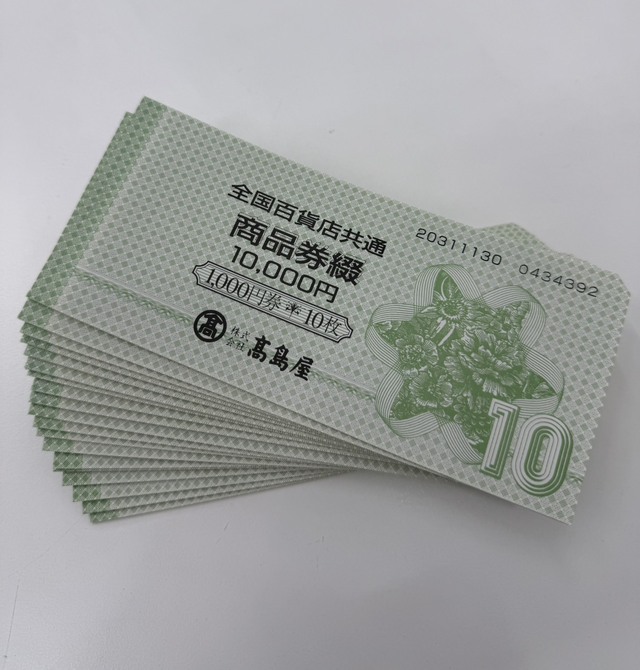 全国百貨店共通
商品券綴
10,000円
1,000円券＊10枚
髙 株式会社 髙島屋
20311130 0434392
10